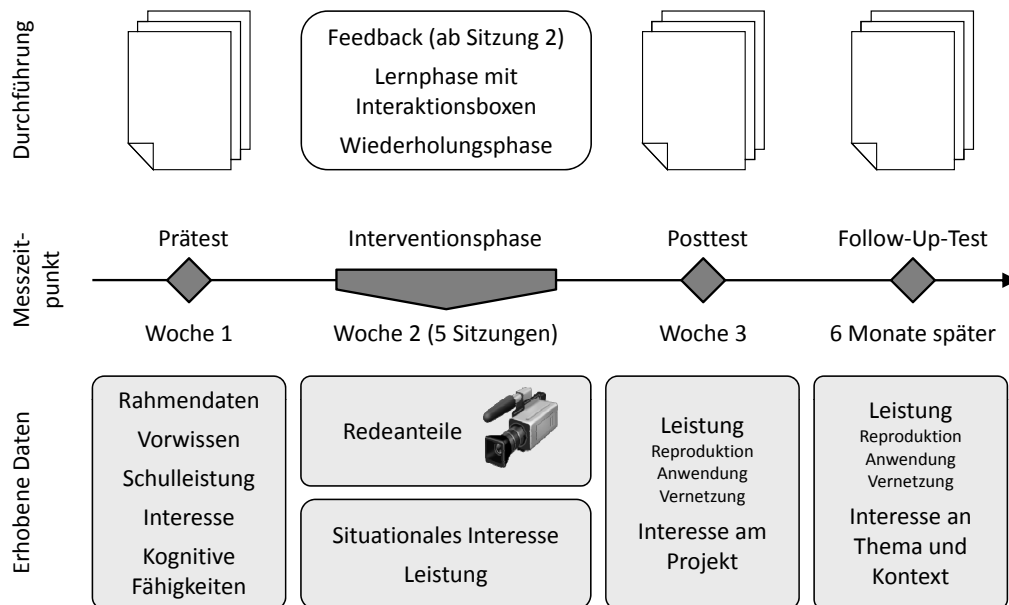 Durchführung
Feedback (ab Sitzung 2)
Lernphase mit
Interaktionsboxen
Wiederholungsphase
Messzeit-
punkt
Prätest
Interventionsphase
Posttest
Follow-Up-Test
Woche 1
Woche 2 (5 Sitzungen)
Woche 3
6 Monate später
Erhobene Daten
Rahmendaten
Vorwissen
Schulleistung
Interesse
Kognitive
Fähigkeiten
Redeanteile
Situationales Interesse
Leistung
Leistung
Reproduktion
Anwendung
Vernetzung
Interesse am
Projekt
Leistung
Reproduktion
Anwendung
Vernetzung
Interesse an
Thema und
Kontext